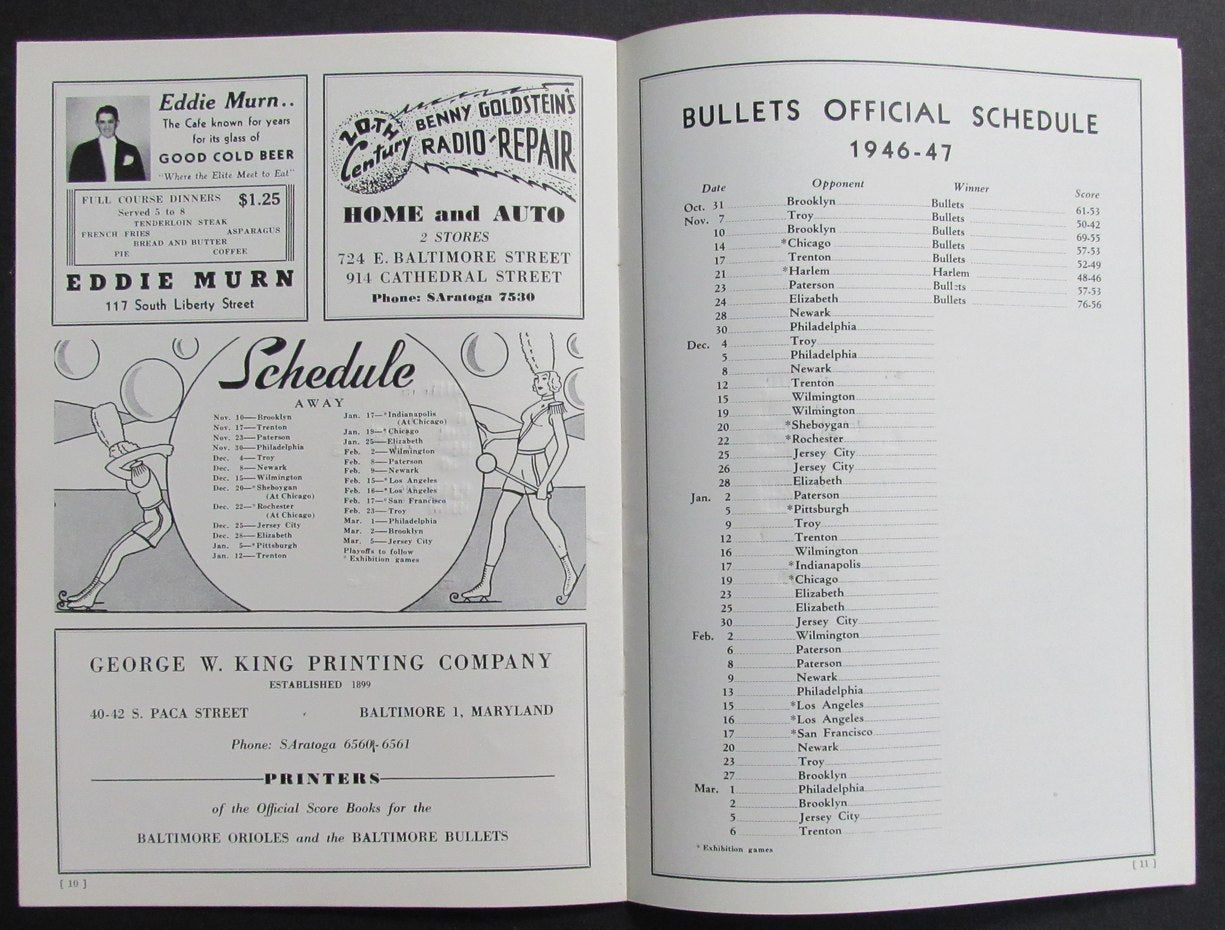 Eddie Murn..
The Cafe known for years
for its glass of
GOOD COLD BEER
"Where the Elite Meet to Eat"
FULL COURSE DINNERS $1.25
Served 5 to 8
TENDERLOIN STEAK
FRENCH FRIES ASPARAGUS
BREAD AND BUTTER
PIE COFFEE
EDDIE MURN
117 South Liberty Street
20TH Century
BENNY GOLDSTEIN'S
RADIO-REPAIR
HOME and AUTO
2 STORES
724 E. BALTIMORE STREET
914 CATHEDRAL STREET
Phone: SAratoga 7530
Schedule
AWAY
Nov. 10—Brooklyn
Nov. 17—Trenton
Nov. 23—Paterson
Nov. 30—Philadelphia
Dec. 4—Troy
Dec. 8—Newark
Dec. 15—Wilmington
Dec. 20—*Sheboygan
(At Chicago)
Dec. 22—*Rochester
(At Chicago)
Dec. 25—Jersey City
Dec. 28—Elizabeth
Jan. 5—*Pittsburgh
Jan. 12—Trenton
Jan. 17—*Indianapolis
(At Chicago)
Jan. 19—*Chicago
Jan. 25—Elizabeth
Feb. 2—Wilmington
Feb. 8—Paterson
Feb. 9—Newark
Feb. 15—*Los Angeles
Feb. 16—*Los Angeles
Feb. 17—*San Francisco
Feb. 23—Troy
Mar. 1—Philadelphia
Mar. 2—Brooklyn
Mar. 5—Jersey City
Playoffs to follow
* Exhibition games
GEORGE W. KING PRINTING COMPANY
ESTABLISHED 1899
40-42 S. PACA STREET BALTIMORE 1, MARYLAND
Phone: SAratoga 6560-6561
PRINTERS
of the Official Score Books for the
BALTIMORE ORIOLES and the BALTIMORE BULLETS
[ 10 ]
BULLETS OFFICIAL SCHEDULE
1946-47
Date Opponent Winner Score
Oct. 31 Brooklyn Bullets 61-53
Nov. 7 Troy Bullets 50-42
10 Brooklyn Bullets 69-55
14 *Chicago Bullets 57-53
17 Trenton Bullets 52-49
21 *Harlem Harlem 48-46
23 Paterson Bullets 57-53
24 Elizabeth Bullets 76-56
28 Newark
30 Philadelphia
Dec. 4 Troy
5 Philadelphia
8 Newark
12 Trenton
15 Wilmington
19 Wilmington
20 *Sheboygan
22 *Rochester
25 Jersey City
26 Jersey City
28 Elizabeth
Jan. 2 Paterson
5 *Pittsburgh
9 Troy
12 Trenton
16 Wilmington
17 *Indianapolis
19 *Chicago
23 Elizabeth
25 Elizabeth
30 Jersey City
Feb. 2 Wilmington
6 Paterson
8 Paterson
9 Newark
13 Philadelphia
15 *Los Angeles
16 *Los Angeles
17 *San Francisco
20 Newark
23 Troy
27 Brooklyn
Mar. 1 Philadelphia
2 Brooklyn
5 Jersey City
6 Trenton
* Exhibition games
[ 11 ]